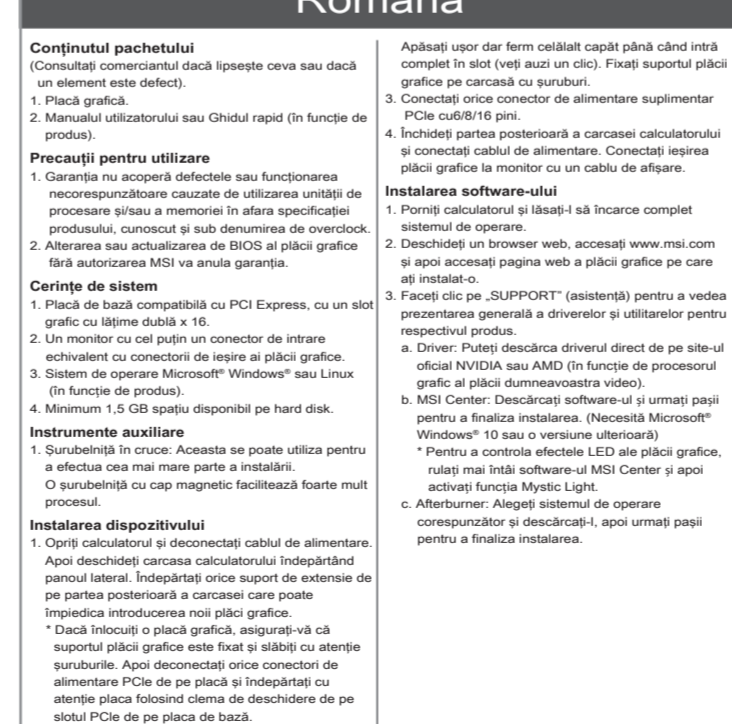 Română
Conținutul pachetului
(Consultați comerciantul dacă lipsește ceva sau dacă
un element este defect).
1. Placă grafică.
2. Manualul utilizatorului sau Ghidul rapid (în funcție de
produs).
Precauții pentru utilizare
1. Garanția nu acoperă defectele sau funcționarea
necorespunzătoare cauzate de utilizarea unității de
procesare și/sau a memoriei în afara specificației
produsului, cunoscut și sub denumirea de overclock.
2. Alterarea sau actualizarea de BIOS al plăcii grafice
fără autorizarea MSI va anula garanția.
Cerințe de sistem
1. Placă de bază compatibilă cu PCI Express, cu un slot
grafic cu lățime dublă x 16.
2. Un monitor cu cel puțin un conector de intrare
echivalent cu conectorii de ieșire ai plăcii grafice.
3. Sistem de operare Microsoft® Windows® sau Linux
(în funcție de produs).
4. Minimum 1,5 GB spațiu disponibil pe hard disk.
Instrumente auxiliare
1. Șurubelniță în cruce: Aceasta se poate utiliza pentru
a efectua cea mai mare parte a instalării.
O șurubelniță cu cap magnetic facilitează foarte mult
procesul.
Instalarea dispozitivului
1. Opriți calculatorul și deconectați cablul de alimentare.
Apoi deschideți carcasa calculatorului îndepărtând
panoul lateral. Îndepărtați orice suport de extensie de
pe partea posterioară a carcasei care poate
împiedica introducerea noii plăci grafice.
* Dacă înlocuiți o placă grafică, asigurați-vă că
suportul plăcii grafice este fixat și slăbiți cu atenție
șuruburile. Apoi deconectați orice conectori de
alimentare PCIe de pe placă și îndepărtați cu
atenție placa folosind clema de deschidere de pe
slotul PCIe de pe placa de bază.
Apăsați ușor dar ferm celălalt capăt până când intră
complet în slot (veți auzi un clic). Fixați suportul plăcii
grafice pe carcasă cu șuruburi.
3. Conectați orice conector de alimentare suplimentar
PCIe cu6/8/16 pini.
4. Închideți partea posterioară a carcasei calculatorului
și conectați cablul de alimentare. Conectați ieșirea
plăcii grafice la monitor cu un cablu de afișare.
Instalarea software-ului
1. Porniți calculatorul și lăsați-l să încarce complet
sistemul de operare.
2. Deschideți un browser web, accesați www.msi.com
și apoi accesați pagina web a plăcii grafice pe care
ați instalat-o.
3. Faceți clic pe „SUPPORT” (asistență) pentru a vedea
prezentarea generală a driverelor și utilitarelor pentru
respectivul produs.
a. Driver: Puteți descărca driverul direct de pe site-ul
oficial NVIDIA sau AMD (în funcție de procesorul
grafic al plăcii dumneavoastra video).
b. MSI Center: Descărcați software-ul și urmați pașii
pentru a finaliza instalarea. (Necesită Microsoft®
Windows® 10 sau o versiune ulterioară)
* Pentru a controla efectele LED ale plăcii grafice,
rulați mai întâi software-ul MSI Center și apoi
activați funcția Mystic Light.
c. Afterburner: Alegeți sistemul de operare
corespunzător și descărcați-l, apoi urmați pașii
pentru a finaliza instalarea.